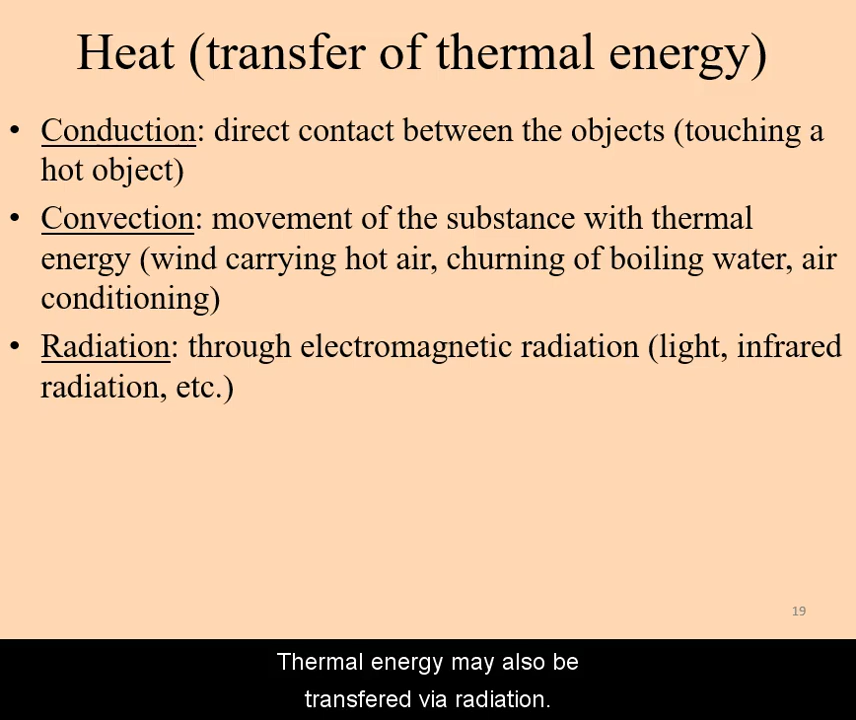 Heat (transfer of thermal energy)
• Conduction: direct contact between the objects (touching a
hot object)
• Convection: movement of the substance with thermal
energy (wind carrying hot air, churning of boiling water, air
conditioning)
• Radiation: through electromagnetic radiation (light, infrared
radiation, etc.)
19
Thermal energy may also be
transfered via radiation.